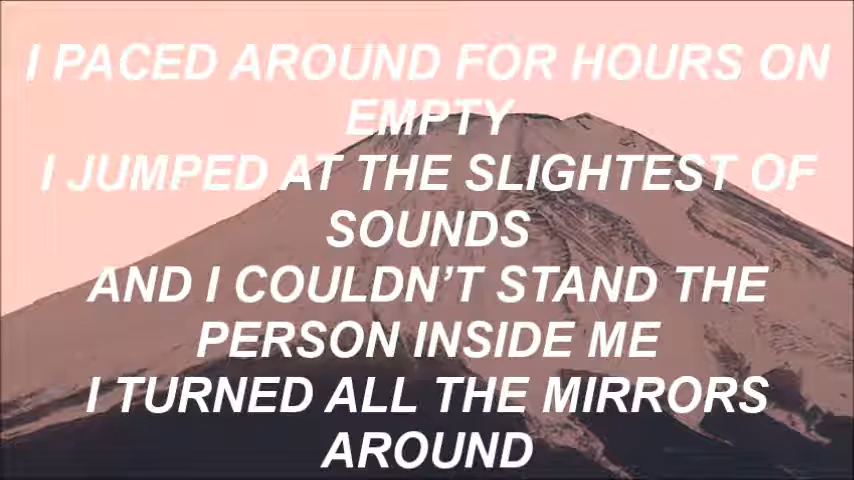 I PACED AROUND FOR HOURS ON
EMPTY
I JUMPED AT THE SLIGHTEST OF
SOUNDS
AND I COULDN’T STAND THE
PERSON INSIDE ME
I TURNED ALL THE MIRRORS
AROUND